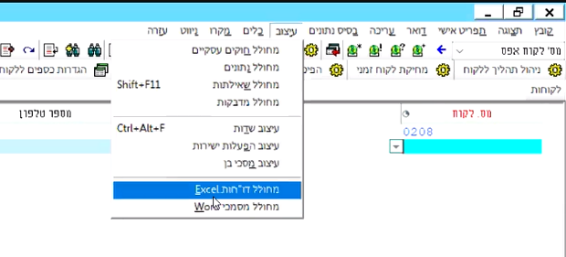 קובץ תצוגה תפריט אישי דואר עריכה בסיס נתונים עיצוב כלים מקרו ניווט עזרה
מס' לקוח אפס
ניהול תהליך ללקוח מחיקת לקוח זמני הפי הגדרות כספים ללקוח
לקוחות
מס. לקוח מספר טלפון
0208
מחולל חוקים עסקיים
מחולל נתונים
מחולל שאילתות Shift+F11
מחולל מדבקות
עיצוב שדות Ctrl+Alt+F
עיצוב הפעלות ישירות
עיצוב מסכי בן
מחולל דו"חות Excel
מחולל מסמכי Word